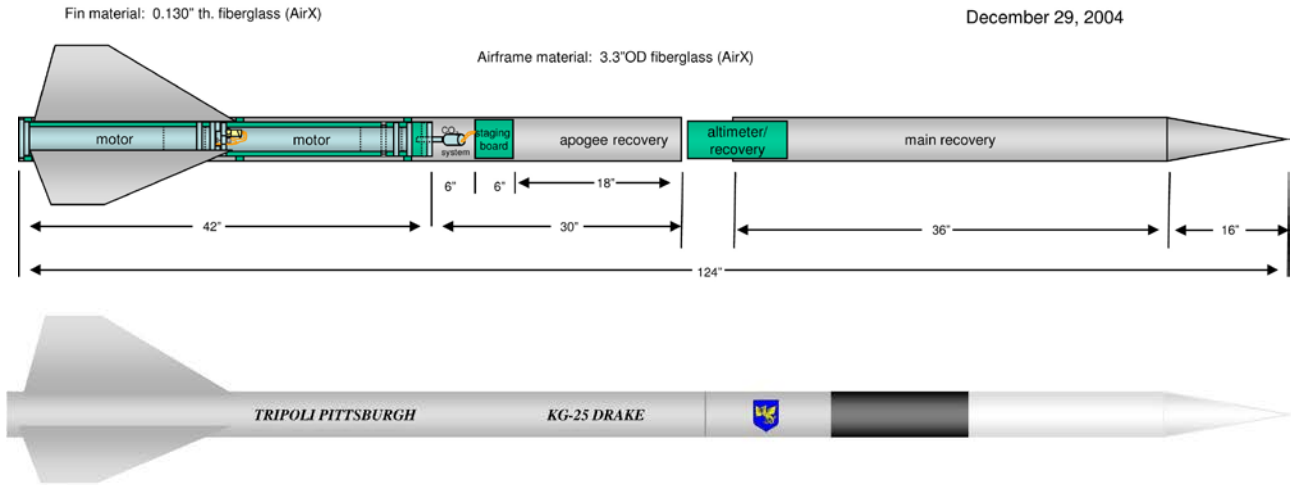 Fin material: 0.130" th. fiberglass (AirX)
December 29, 2004
Airframe material: 3.3"OD fiberglass (AirX)
motor
motor
CO₂
system
staging
board
apogee recovery
altimeter/
recovery
main recovery
6"
6"
18"
42"
30"
36"
16"
124"
TRIPOLI PITTSBURGH
KG-25 DRAKE